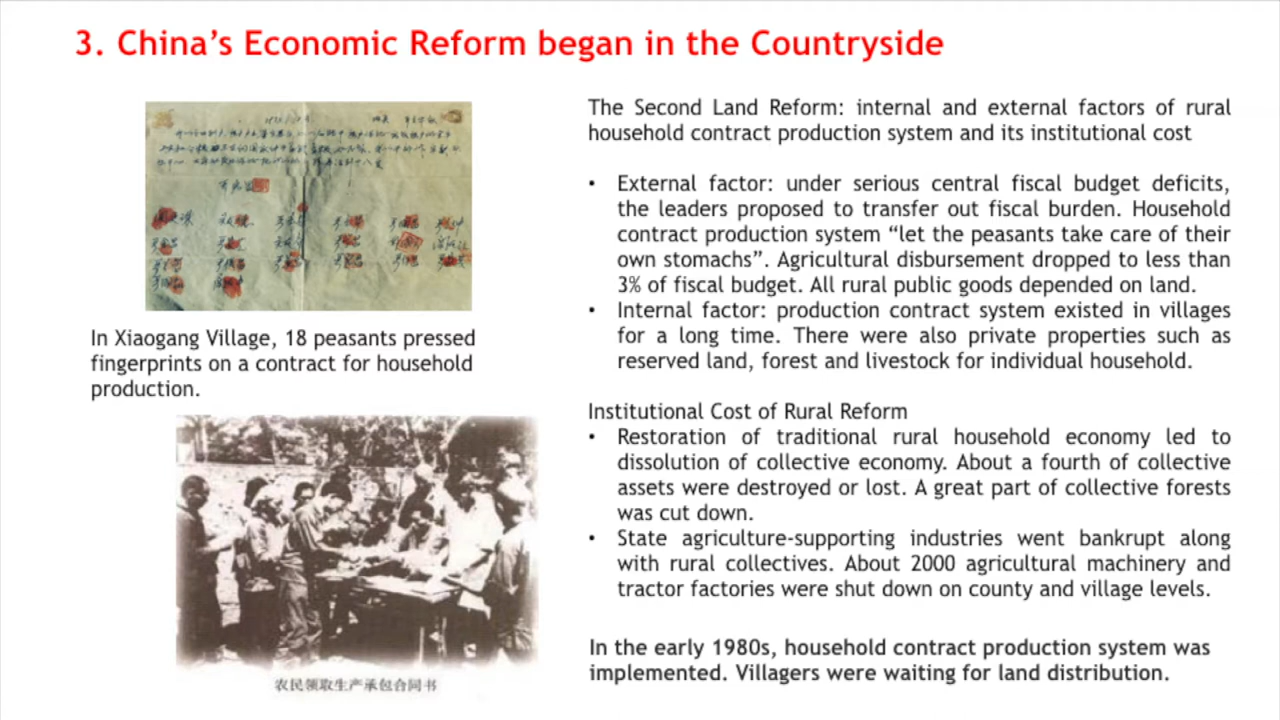 3. China’s Economic Reform began in the Countryside
In Xiaogang Village, 18 peasants pressed
fingerprints on a contract for household
production.
农民领取生产承包合同书
The Second Land Reform: internal and external factors of rural
household contract production system and its institutional cost
• External factor: under serious central fiscal budget deficits,
the leaders proposed to transfer out fiscal burden. Household
contract production system “let the peasants take care of their
own stomachs”. Agricultural disbursement dropped to less than
3% of fiscal budget. All rural public goods depended on land.
• Internal factor: production contract system existed in villages
for a long time. There were also private properties such as
reserved land, forest and livestock for individual household.
Institutional Cost of Rural Reform
• Restoration of traditional rural household economy led to
dissolution of collective economy. About a fourth of collective
assets were destroyed or lost. A great part of collective forests
was cut down.
• State agriculture-supporting industries went bankrupt along
with rural collectives. About 2000 agricultural machinery and
tractor factories were shut down on county and village levels.
In the early 1980s, household contract production system was
implemented. Villagers were waiting for land distribution.